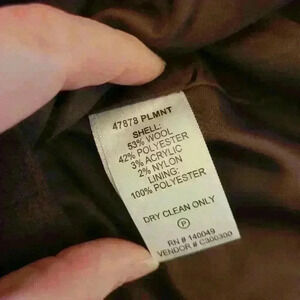 47878 PLMNT
SHELL:
53% WOOL
42% POLYESTER
3% ACRYLIC
2% NYLON
LINING:
100% POLYESTER
DRY CLEAN ONLY
P
RN # 140049
VENDOR # C300300